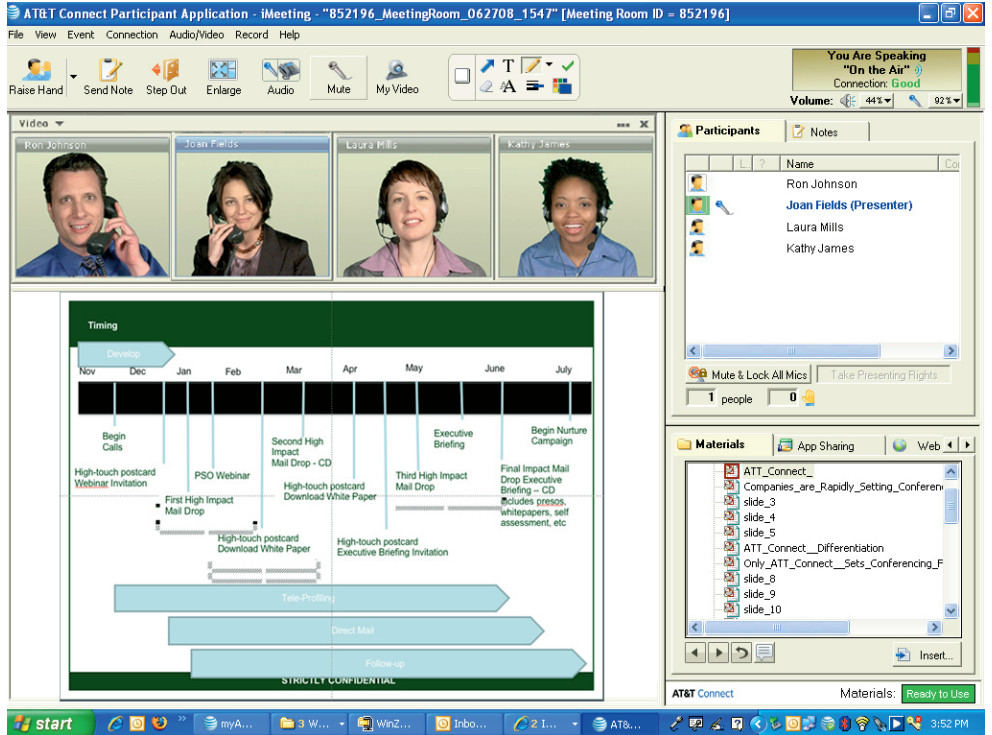 AT&T Connect Participant Application - iMeeting - "852196_MeetingRoom_062708_1547" [Meeting Room ID = 852196]
File View Event Connection Audio/Video Record Help
Raise Hand Send Note Step Out Enlarge Audio Mute My Video
T
A
You Are Speaking
"On the Air"
Connection: Good
Volume: 44% 92%
Video
Ron Johnson Joan Fields Laura Mills Kathy James
Participants Notes
L.. ? Name
Ron Johnson
Joan Fields (Presenter)
Laura Mills
Kathy James
Mute & Lock All Mics Take Presenting Rights
1 people 0
Timing
Develop
Nov Dec Jan Feb Mar Apr May June July
Begin
Calls
High-touch postcard
Webinar Invitation
First High Impact
Mail Drop
PSO Webinar
High-touch postcard
Download White Paper
Second High
Impact
Mail Drop - CD
High-touch postcard
Download White Paper
High-touch postcard
Executive Briefing Invitation
Third High Impact
Mail Drop
Executive
Briefing
Final Impact Mail
Drop Executive
Briefing – CD
includes presos,
whitepapers, self
assessment, etc
Begin Nurture
Campaign
Tele-Profiling
Direct Mail
Follow-up
STRICTLY CONFIDENTIAL
Materials App Sharing Web
ATT_Connect_
Companies_are_Rapidly_Setting_Conferen
slide_3
slide_4
slide_5
ATT_Connect__Differentiation
Only_ATT_Connect__Sets_Conferencing_F
slide_8
slide_9
slide_10
Insert...
AT&T Connect Materials: Ready to Use
start myA... 3 W... WinZ... Inbo... 2 I... AT&... 3:52 PM